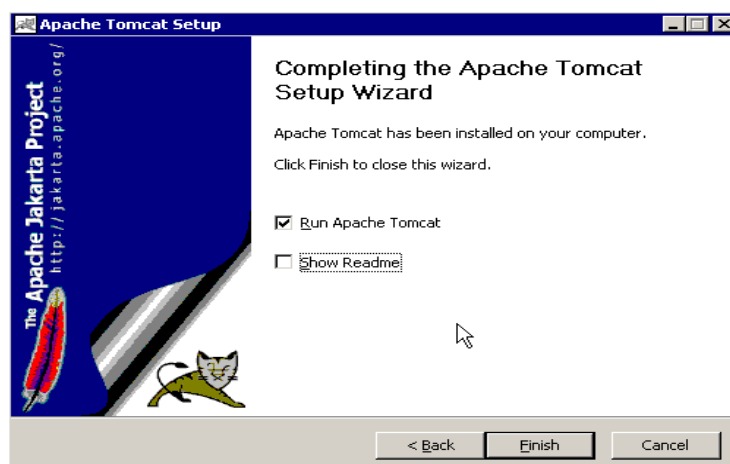 Apache Tomcat Setup
The Apache Jakarta Project
http://jakarta.apache.org/
Completing the Apache Tomcat
Setup Wizard
Apache Tomcat has been installed on your computer.
Click Finish to close this wizard.
Run Apache Tomcat
Show Readme
< Back
Finish
Cancel